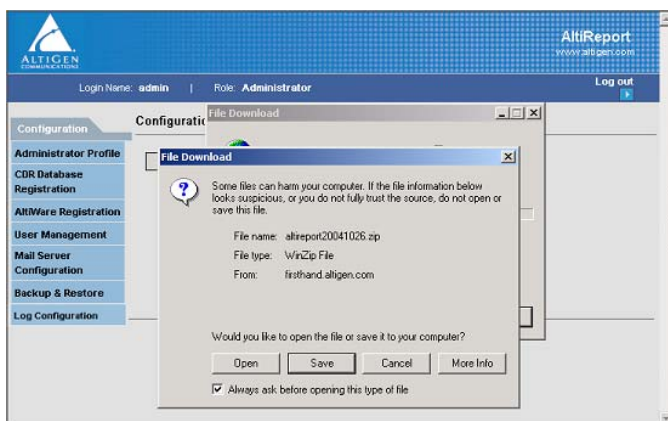 ALTIGEN
COMMUNICATIONS
AltiReport
www.altigen.com
Login Name: admin | Role: Administrator
Log out
Configuration
Administrator Profile
CDR Database
Registration
AltiWare Registration
User Management
Mail Server
Configuration
Backup & Restore
Log Configuration
File Download
File Download
Some files can harm your computer. If the file information below
looks suspicious, or you do not fully trust the source, do not open or
save this file.
File name: altireport20041026.zip
File type: WinZip File
From: firsthand.altigen.com
Would you like to open the file or save it to your computer?
Open
Save
Cancel
More Info
Always ask before opening this type of file